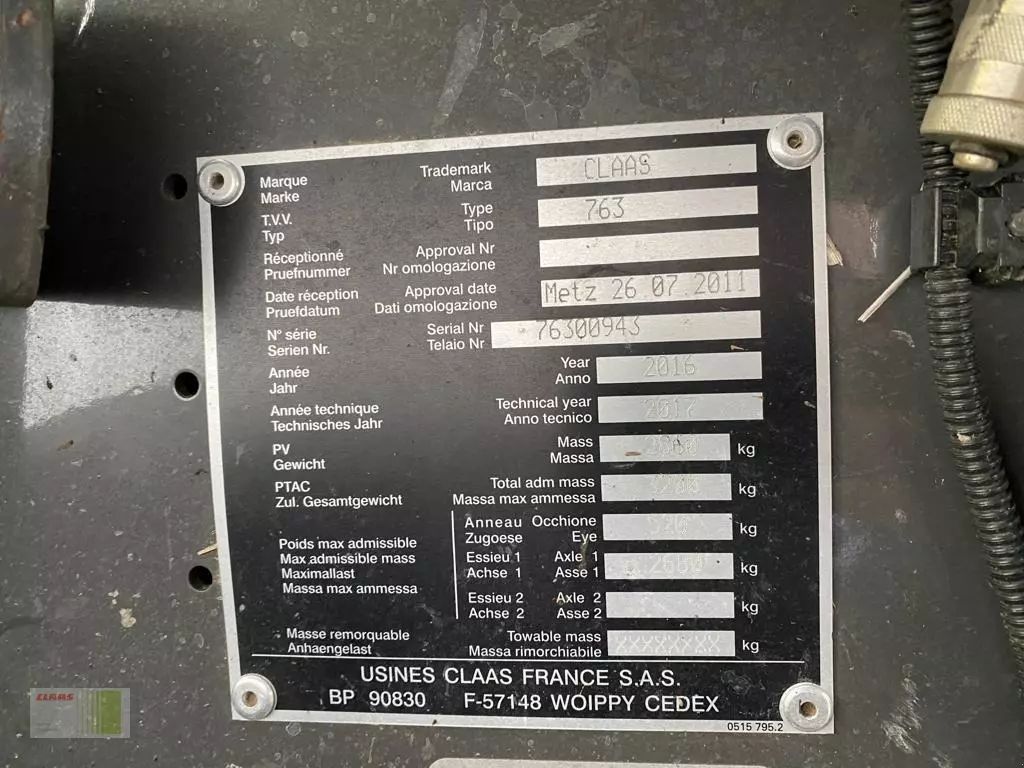 Marque Trademark CLAAS
Marke Marca
T.V.V. Type 763
Typ Tipo
Réceptionné Approval Nr
Pruefnummer Nr omologazione
Date réception Approval date Metz 26.07.2011
Pruefdatum Dati omologazione
N° série Serial Nr 76300943
Serien Nr. Telaio Nr
Année Year 2016
Jahr Anno
Année technique Technical year 2017
Technisches Jahr Anno tecnico
PV Mass kg
Gewicht Massa
PTAC Total adm mass kg
Zul. Gesamtgewicht Massa max ammessa
Anneau Occhione kg
Zugoese Eye
Poids max admissible
Max admissible mass
Maximallast
Massa max ammessa
Essieu 1 Axle 1 kg
Achse 1 Asse 1
Essieu 2 Axle 2 kg
Achse 2 Asse 2
Masse remorquable Towable mass XXXXXXXX kg
Anhaengelast Massa rimorchiabile
USINES CLAAS FRANCE S.A.S.
BP 90830 F-57148 WOIPPY CEDEX
0515 795.2
CLAAS